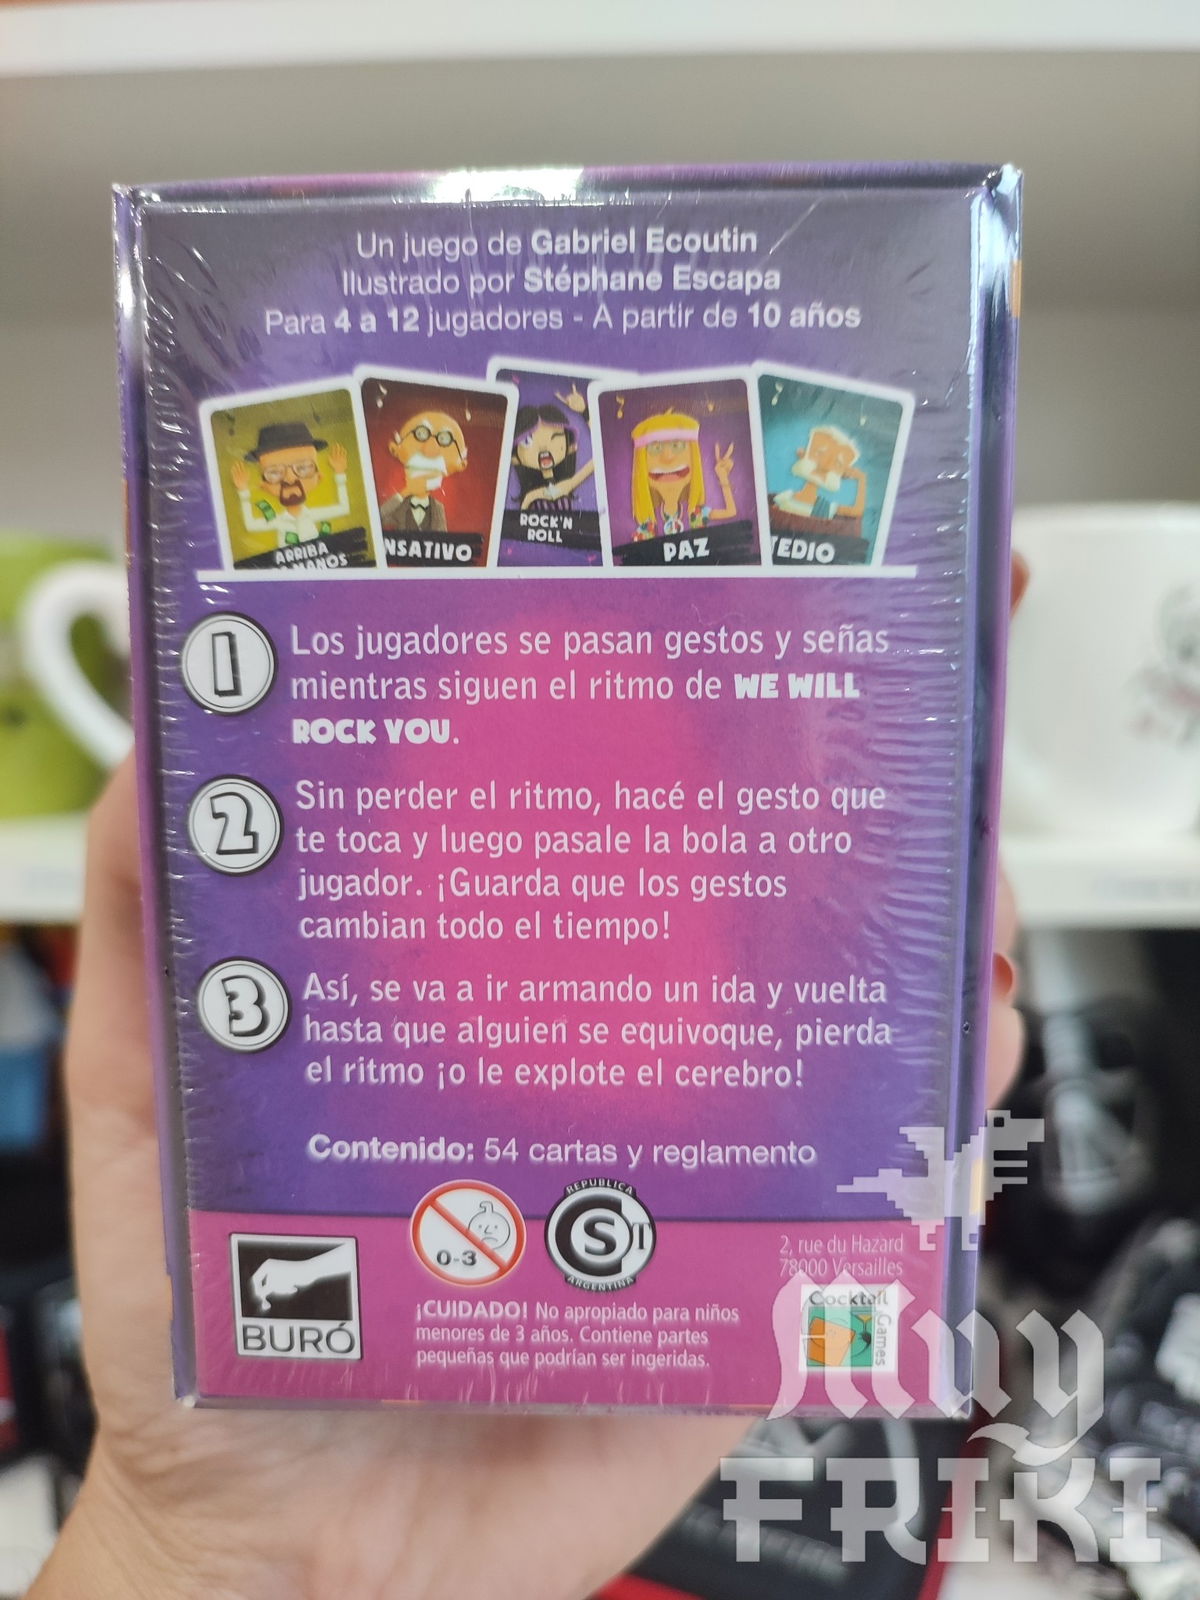 Un juego de Gabriel Ecoutin
Ilustrado por Stéphane Escapa
Para 4 a 12 jugadores - A partir de 10 años
ARRIBA
MANOS
NSATIVO
ROCK'N
ROLL
PAZ
TEDIO
1
Los jugadores se pasan gestos y señas
mientras siguen el ritmo de WE WILL
ROCK YOU.
2
Sin perder el ritmo, hacé el gesto que
te toca y luego pasale la bola a otro
jugador. ¡Guarda que los gestos
cambian todo el tiempo!
3
Así, se va a ir armando un ida y vuelta
hasta que alguien se equivoque, pierda
el ritmo ¡o le explote el cerebro!
Contenido: 54 cartas y reglamento
BURÓ
0-3
REPUBLICA
S T
ARGENTINA
¡CUIDADO! No apropiado para niños
menores de 3 años. Contiene partes
pequeñas que podrían ser ingeridas.
2, rue du Hazard
78000 Versailles
Cocktail
Games
Muy
FRIKI